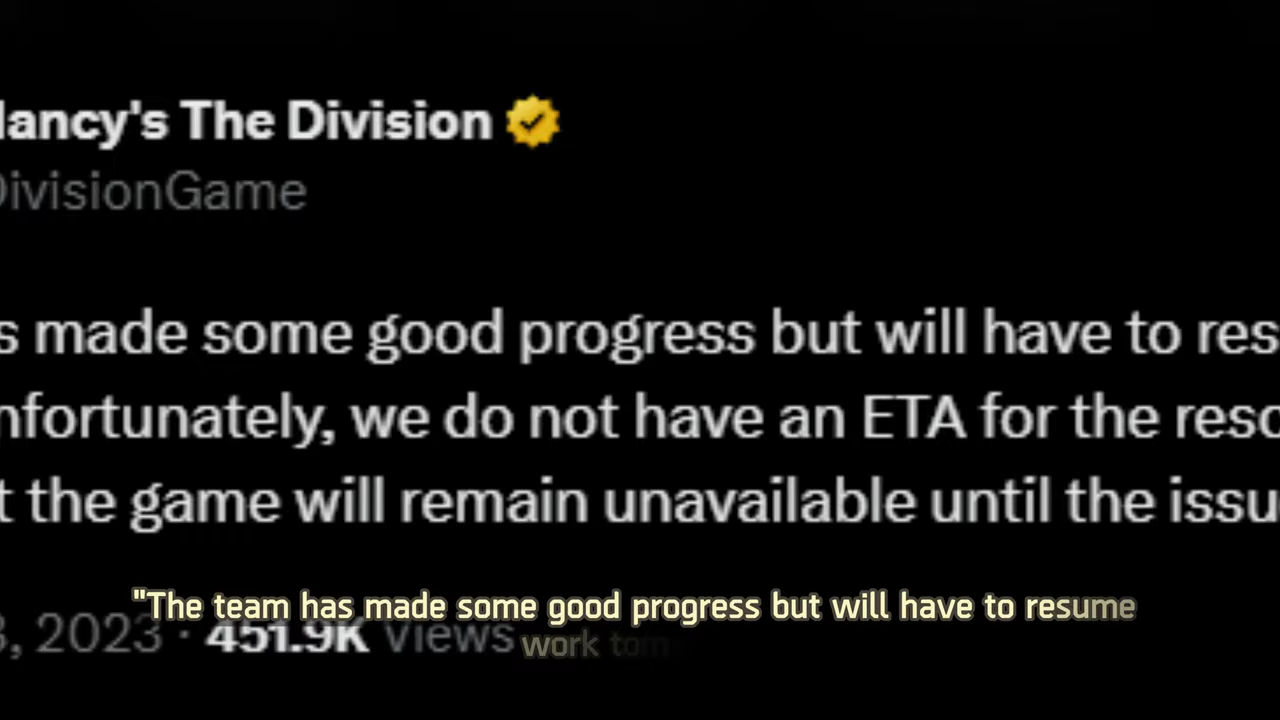 lancy's The Division
DivisionGame
s made some good progress but will have to res
nfortunately, we do not have an ETA for the reso
t the game will remain unavailable until the issu
"The team has made some good progress but will have to resume
3, 2023 · 451.9K Views
work tom